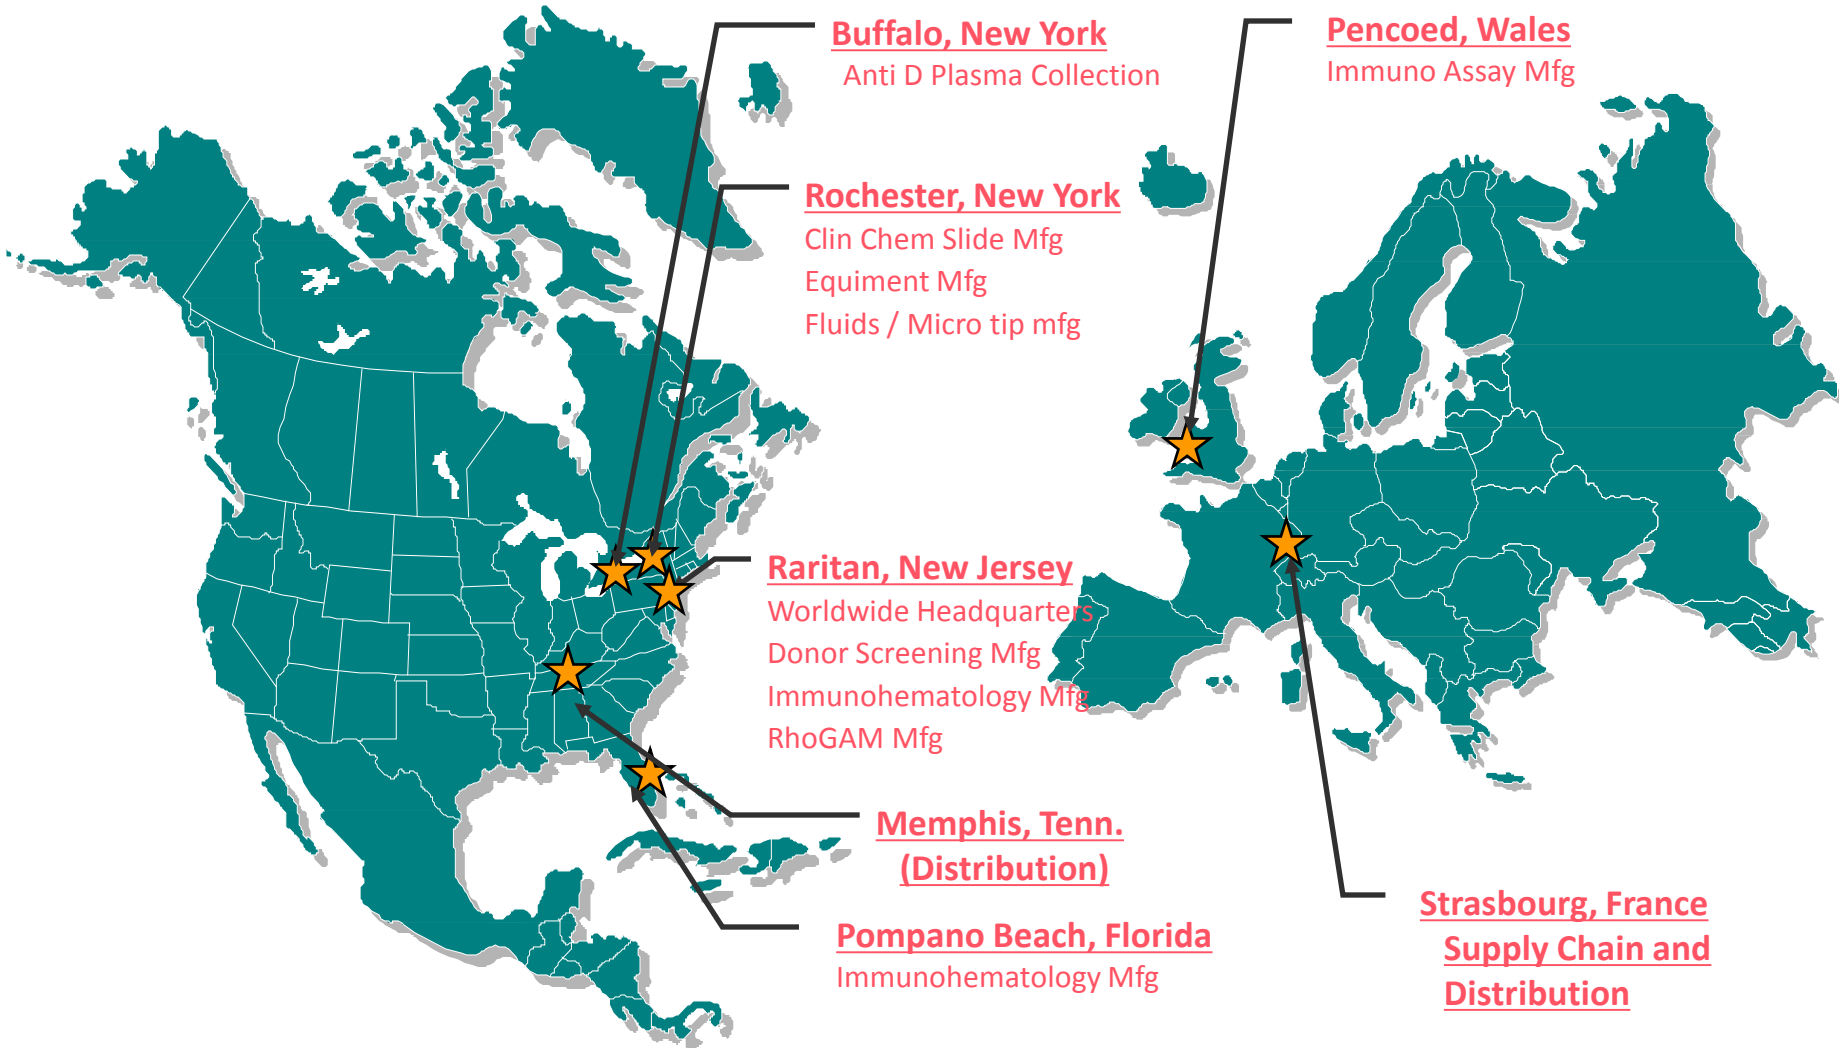 Buffalo, New York
Anti D Plasma Collection
Pencoed, Wales
Immuno Assay Mfg
Rochester, New York
Clin Chem Slide Mfg
Equiment Mfg
Fluids / Micro tip mfg
Raritan, New Jersey
Worldwide Headquarters
Donor Screening Mfg
Immunohematology Mfg
RhoGAM Mfg
Memphis, Tenn.
(Distribution)
Pompano Beach, Florida
Immunohematology Mfg
Strasbourg, France
Supply Chain and
Distribution